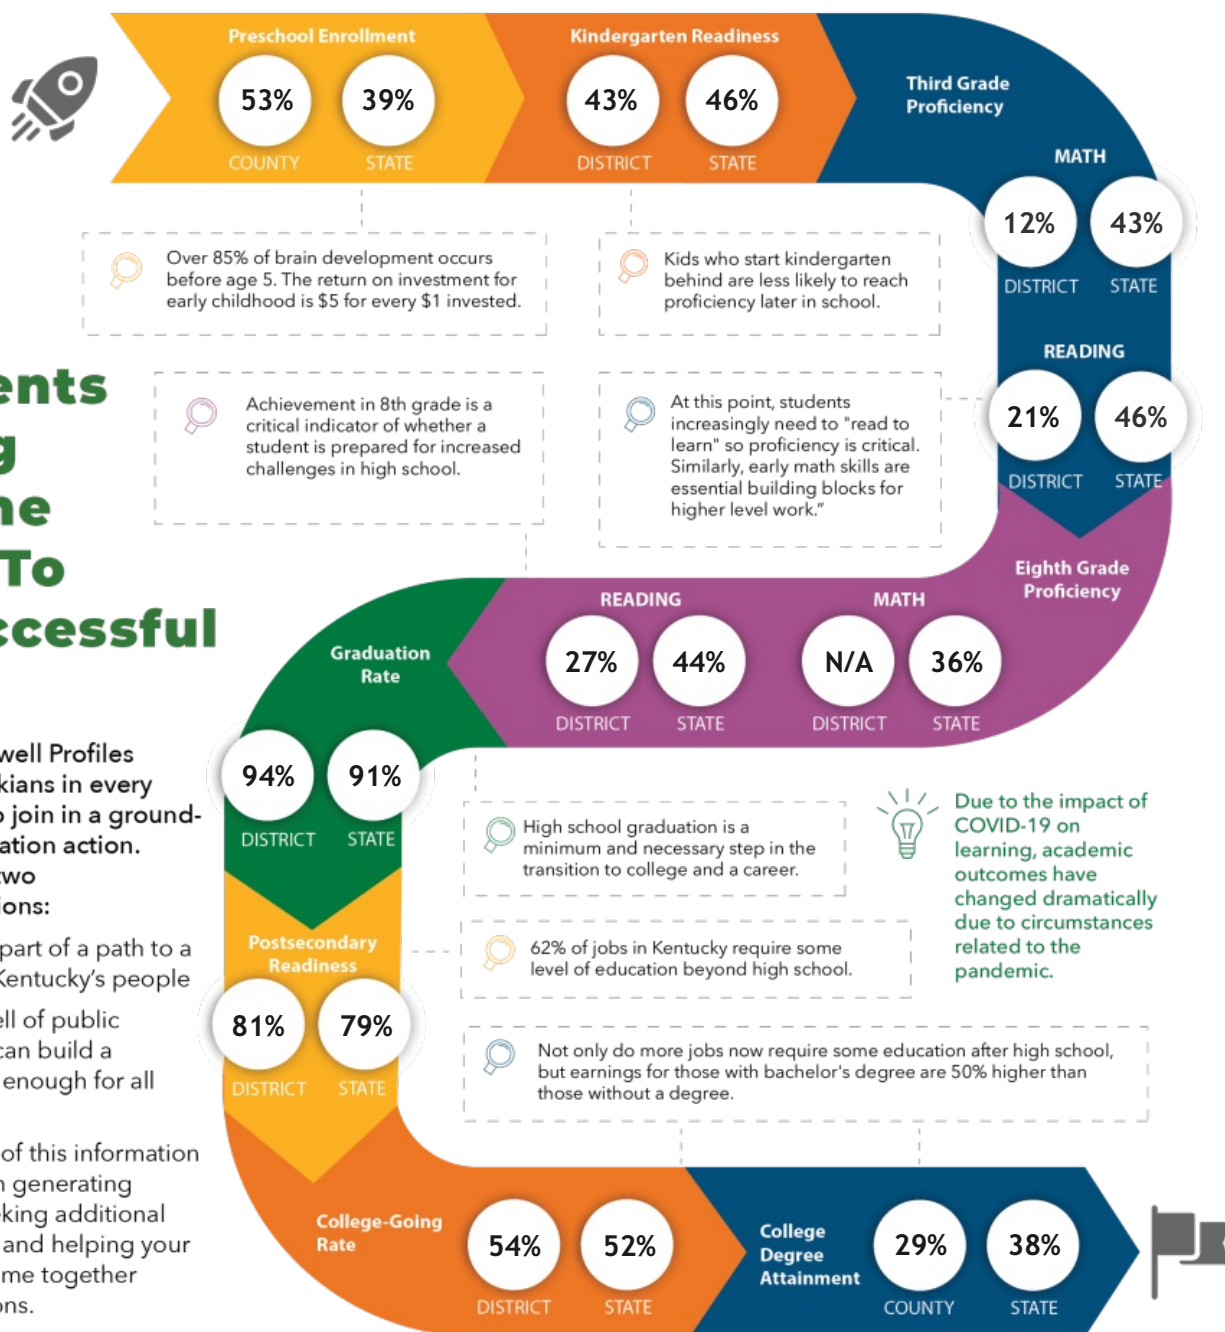 Preschool Enrollment
53% 39%
COUNTY STATE
Kindergarten Readiness
43% 46%
DISTRICT STATE
Third Grade
Proficiency
MATH
12% 43%
DISTRICT STATE
READING
21% 46%
DISTRICT STATE
Over 85% of brain development occurs
before age 5. The return on investment for
early childhood is $5 for every $1 invested.
Kids who start kindergarten
behind are less likely to reach
proficiency later in school.
Achievement in 8th grade is a
critical indicator of whether a
student is prepared for increased
challenges in high school.
At this point, students
increasingly need to "read to
learn" so proficiency is critical.
Similarly, early math skills are
essential building blocks for
higher level work.”
ents
g
ne
To
ccessful
Eighth Grade
Proficiency
READING
27% 44%
DISTRICT STATE
MATH
N/A 36%
DISTRICT STATE
Graduation
Rate
94% 91%
DISTRICT STATE
well Profiles
kians in every
o join in a ground-
ation action.
two
ions:
part of a path to a
Kentucky’s people
ell of public
can build a
enough for all
of this information
n generating
king additional
and helping your
me together
ons.
High school graduation is a
minimum and necessary step in the
transition to college and a career.
Due to the impact of
COVID-19 on
learning, academic
outcomes have
changed dramatically
due to circumstances
related to the
pandemic.
Postsecondary
Readiness
81% 79%
DISTRICT STATE
62% of jobs in Kentucky require some
level of education beyond high school.
Not only do more jobs now require some education after high school,
but earnings for those with bachelor's degree are 50% higher than
those without a degree.
College-Going
Rate
54% 52%
DISTRICT STATE
College
Degree
Attainment
29% 38%
COUNTY STATE